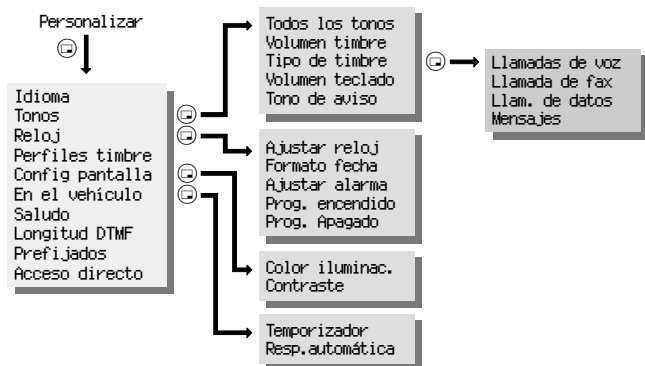 Personalizar
Idioma
Tonos
Reloj
Perfiles timbre
Config pantalla
En el vehículo
Saludo
Longitud DTMF
Prefijados
Acceso directo
Todos los tonos
Volumen timbre
Tipo de timbre
Volumen teclado
Tono de aviso
Llamadas de voz
Llamada de fax
Llam. de datos
Mensajes
Ajustar reloj
Formato fecha
Ajustar alarma
Prog. encendido
Prog. Apagado
Color iluminac.
Contraste
Temporizador
Resp.automática